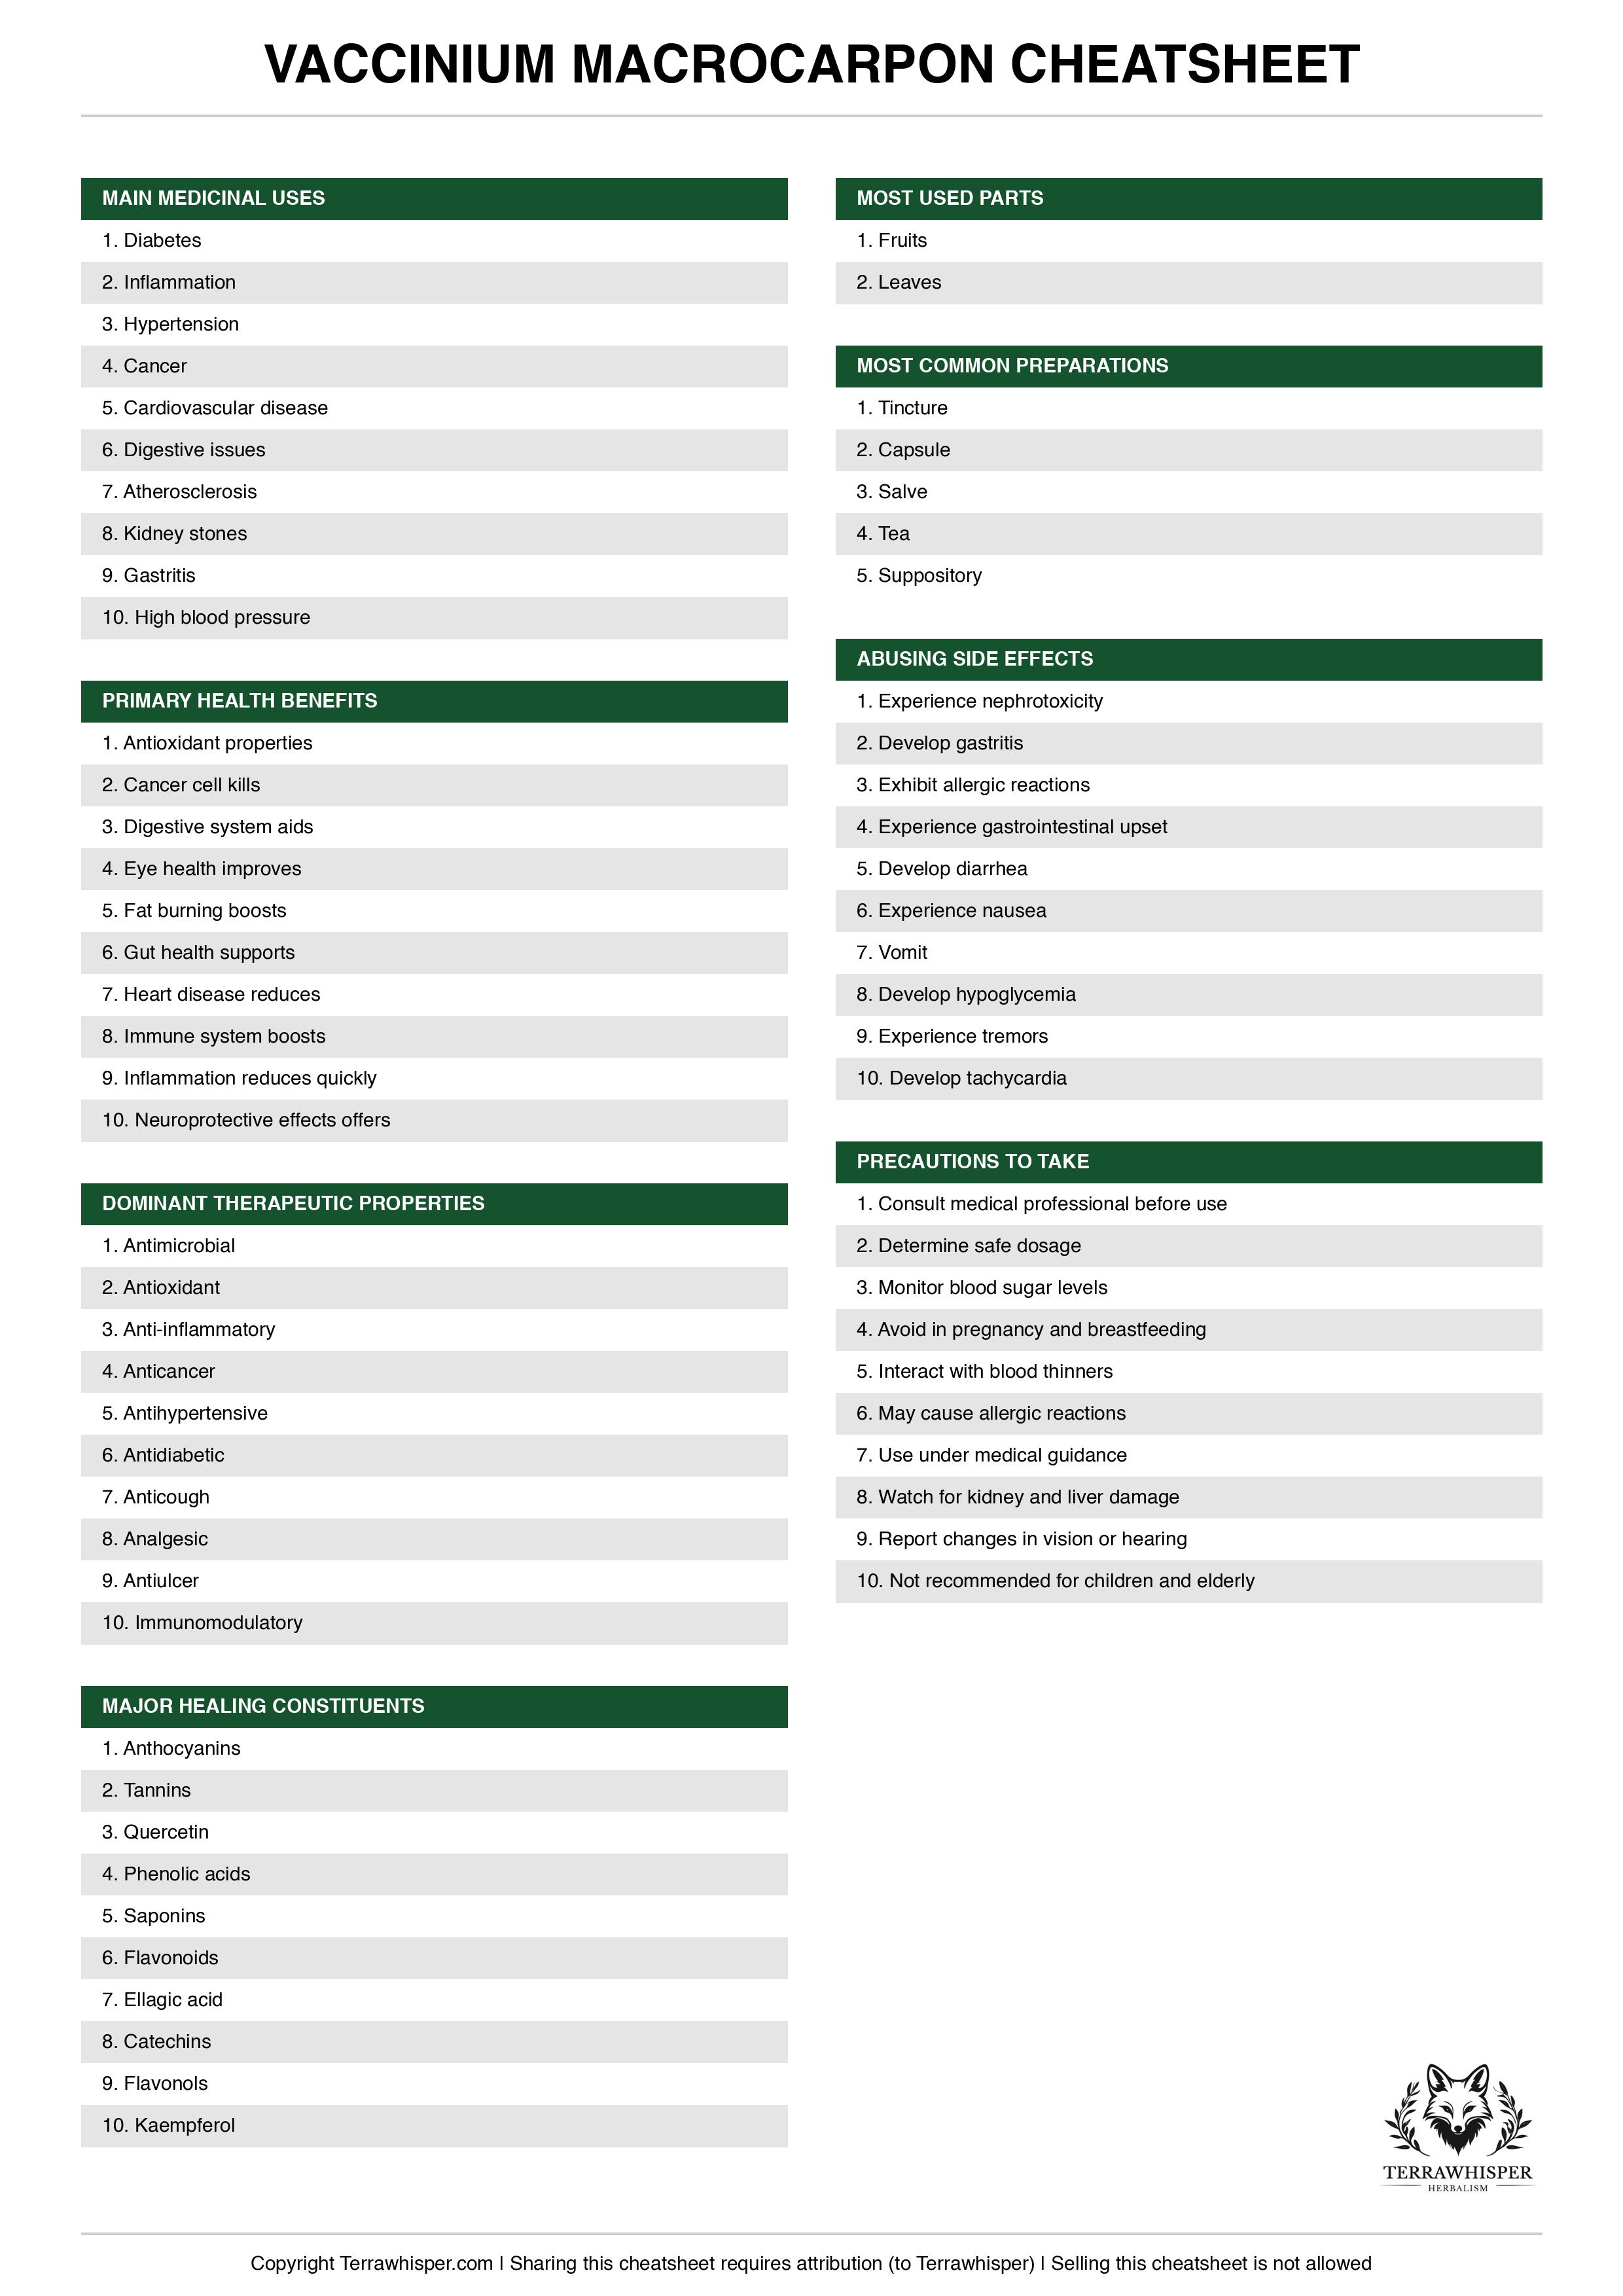 VACCINIUM MACROCARPON CHEATSHEET
MAIN MEDICINAL USES
1. Diabetes
2. Inflammation
3. Hypertension
4. Cancer
5. Cardiovascular disease
6. Digestive issues
7. Atherosclerosis
8. Kidney stones
9. Gastritis
10. High blood pressure
PRIMARY HEALTH BENEFITS
1. Antioxidant properties
2. Cancer cell kills
3. Digestive system aids
4. Eye health improves
5. Fat burning boosts
6. Gut health supports
7. Heart disease reduces
8. Immune system boosts
9. Inflammation reduces quickly
10. Neuroprotective effects offers
DOMINANT THERAPEUTIC PROPERTIES
1. Antimicrobial
2. Antioxidant
3. Anti-inflammatory
4. Anticancer
5. Antihypertensive
6. Antidiabetic
7. Anticough
8. Analgesic
9. Antiulcer
10. Immunomodulatory
MAJOR HEALING CONSTITUENTS
1. Anthocyanins
2. Tannins
3. Quercetin
4. Phenolic acids
5. Saponins
6. Flavonoids
7. Ellagic acid
8. Catechins
9. Flavonols
10. Kaempferol
MOST USED PARTS
1. Fruits
2. Leaves
MOST COMMON PREPARATIONS
1. Tincture
2. Capsule
3. Salve
4. Tea
5. Suppository
ABUSING SIDE EFFECTS
1. Experience nephrotoxicity
2. Develop gastritis
3. Exhibit allergic reactions
4. Experience gastrointestinal upset
5. Develop diarrhea
6. Experience nausea
7. Vomit
8. Develop hypoglycemia
9. Experience tremors
10. Develop tachycardia
PRECAUTIONS TO TAKE
1. Consult medical professional before use
2. Determine safe dosage
3. Monitor blood sugar levels
4. Avoid in pregnancy and breastfeeding
5. Interact with blood thinners
6. May cause allergic reactions
7. Use under medical guidance
8. Watch for kidney and liver damage
9. Report changes in vision or hearing
10. Not recommended for children and elderly
TERRAWHISPER
HERBALISM
Copyright Terrawhisper.com | Sharing this cheatsheet requires attribution (to Terrawhisper) | Selling this cheatsheet is not allowed